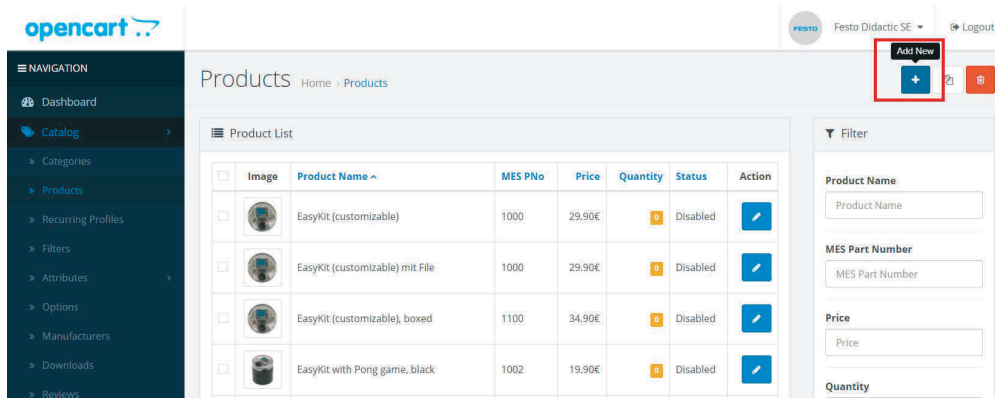 opencart
FESTO
Festo Didactic SE
Logout
Add New
NAVIGATION
Dashboard
Catalog
» Categories
» Products
» Recurring Profiles
» Filters
» Attributes
» Options
» Manufacturers
» Downloads
» Reviews
Products Home › Products
Product List
Image Product Name MES PNo Price Quantity Status Action
EasyKit (customizable) 1000 29.90€ 0 Disabled
EasyKit (customizable) mit File 1000 29.90€ 0 Disabled
EasyKit (customizable), boxed 1100 34.90€ 0 Disabled
EasyKit with Pong game, black 1002 19.90€ 0 Disabled
Filter
Product Name
Product Name
MES Part Number
MES Part Number
Price
Price
Quantity